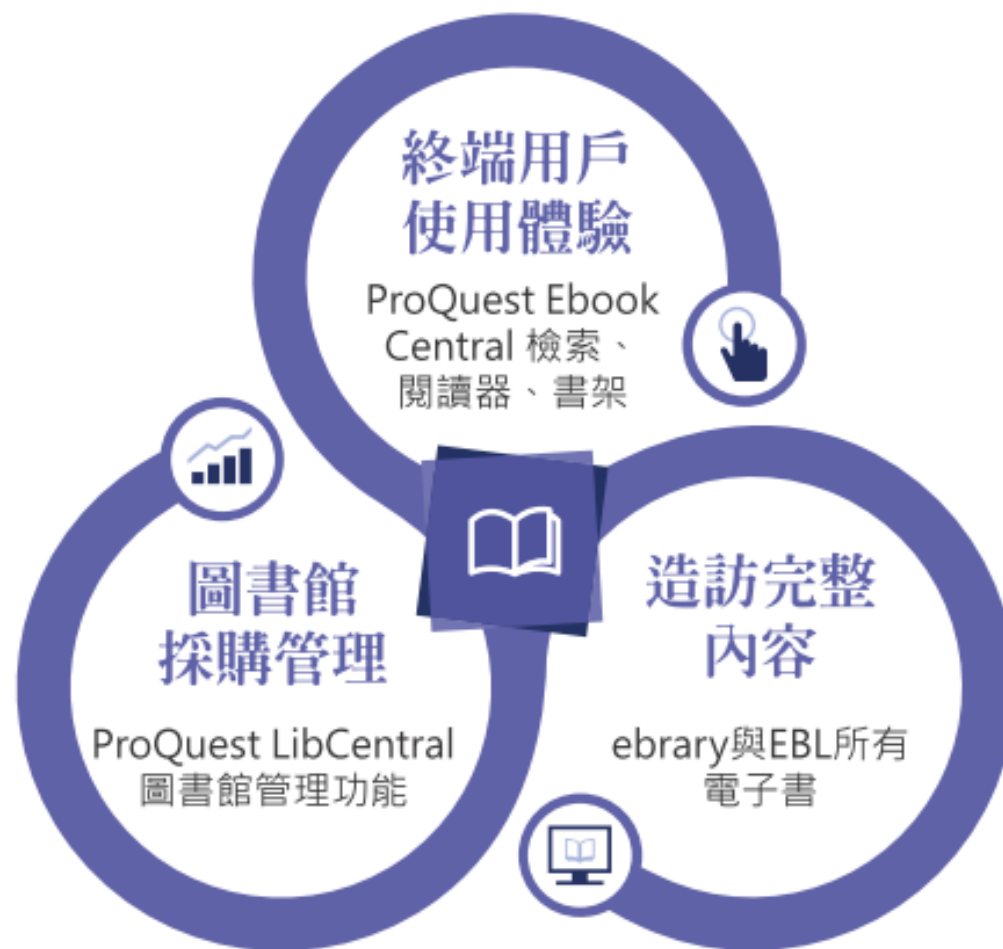 終端用戶
使用體驗
ProQuest Ebook
Central 檢索、
閱讀器、書架
圖書館
採購管理
ProQuest LibCentral
圖書館管理功能
造訪完整
內容
ebrary與EBL所有
電子書